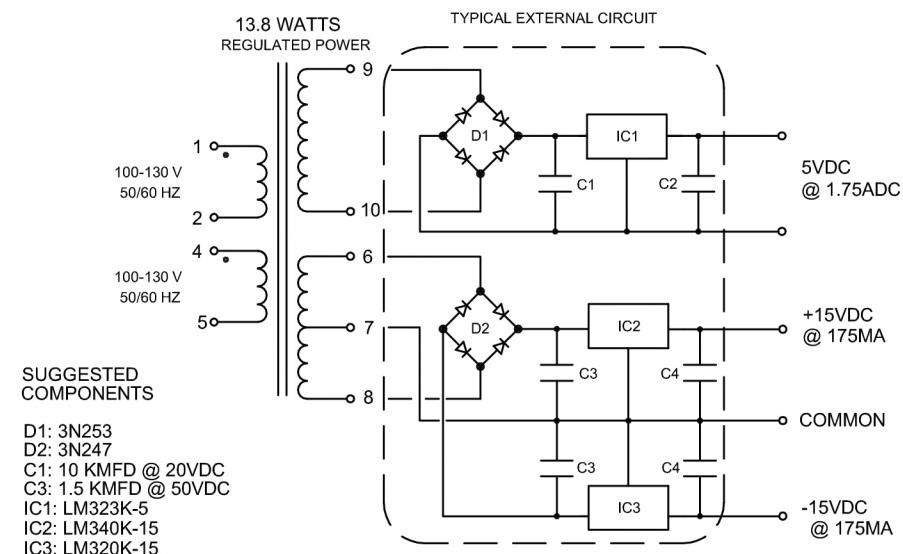 TYPICAL EXTERNAL CIRCUIT
13.8 WATTS
REGULATED POWER
9
D1
IC1
1
100-130 V
50/60 HZ
C1
C2
5VDC
@ 1.75ADC
2
10
4
6
100-130 V
50/60 HZ
5
7
D2
IC2
+15VDC
@ 175MA
C3
C4
8
COMMON
C3
C4
IC3
-15VDC
@ 175MA
SUGGESTED
COMPONENTS
D1: 3N253
D2: 3N247
C1: 10 KMFD @ 20VDC
C3: 1.5 KMFD @ 50VDC
IC1: LM323K-5
IC2: LM340K-15
IC3: LM320K-15